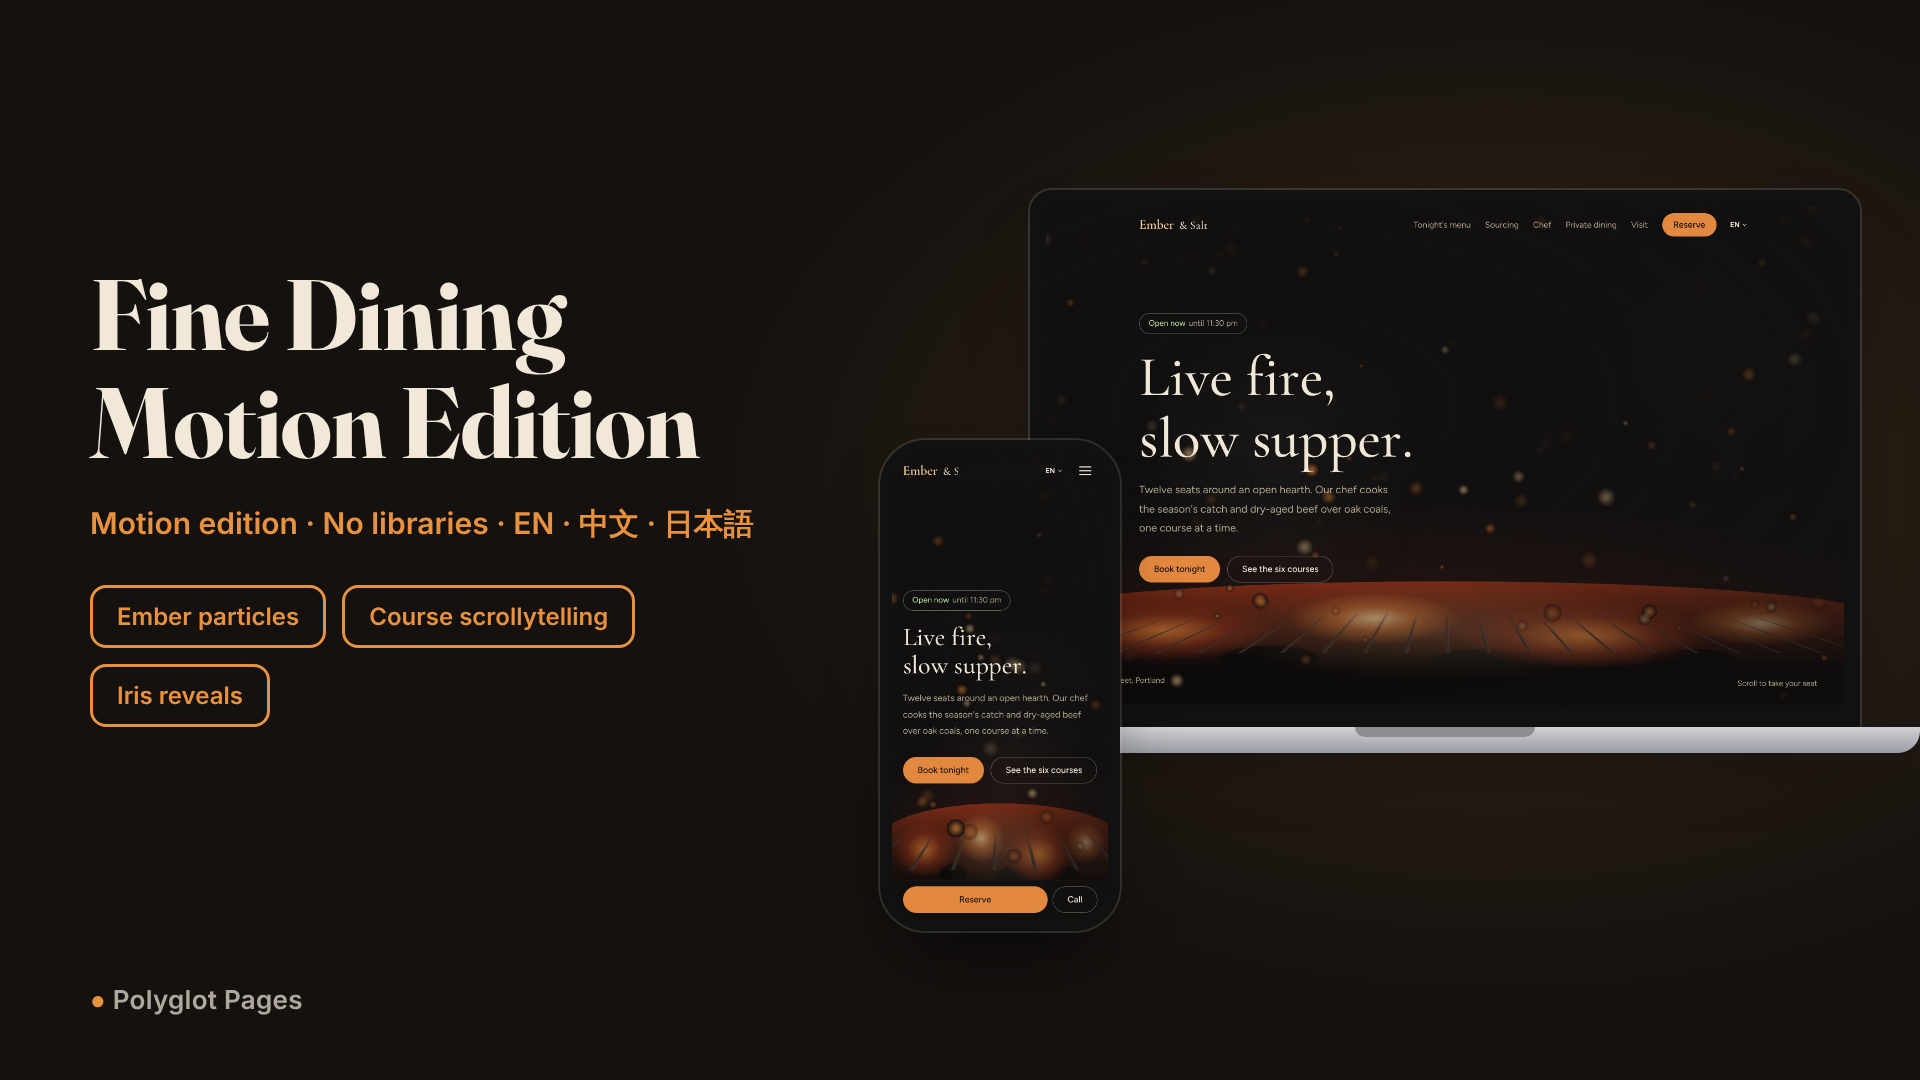 Fine Dining
Motion Edition
Motion edition · No libraries · EN · 中文 · 日本語
Ember particles
Course scrollytelling
Iris reveals
Polyglot Pages
Ember & Salt
Tonight's menu Sourcing Chef Private dining Visit Reserve EN
Open now until 11:30 pm
Live fire,
slow supper.
Twelve seats around an open hearth. Our chef cooks
the season's catch and dry-aged beef over oak coals,
one course at a time.
Book tonight See the six courses
eet, Portland
Scroll to take your seat
Ember & S EN
Open now until 11:30 pm
Live fire,
slow supper.
Twelve seats around an open hearth. Our chef
cooks the season's catch and dry-aged beef
over oak coals, one course at a time.
Book tonight See the six courses
Reserve Call